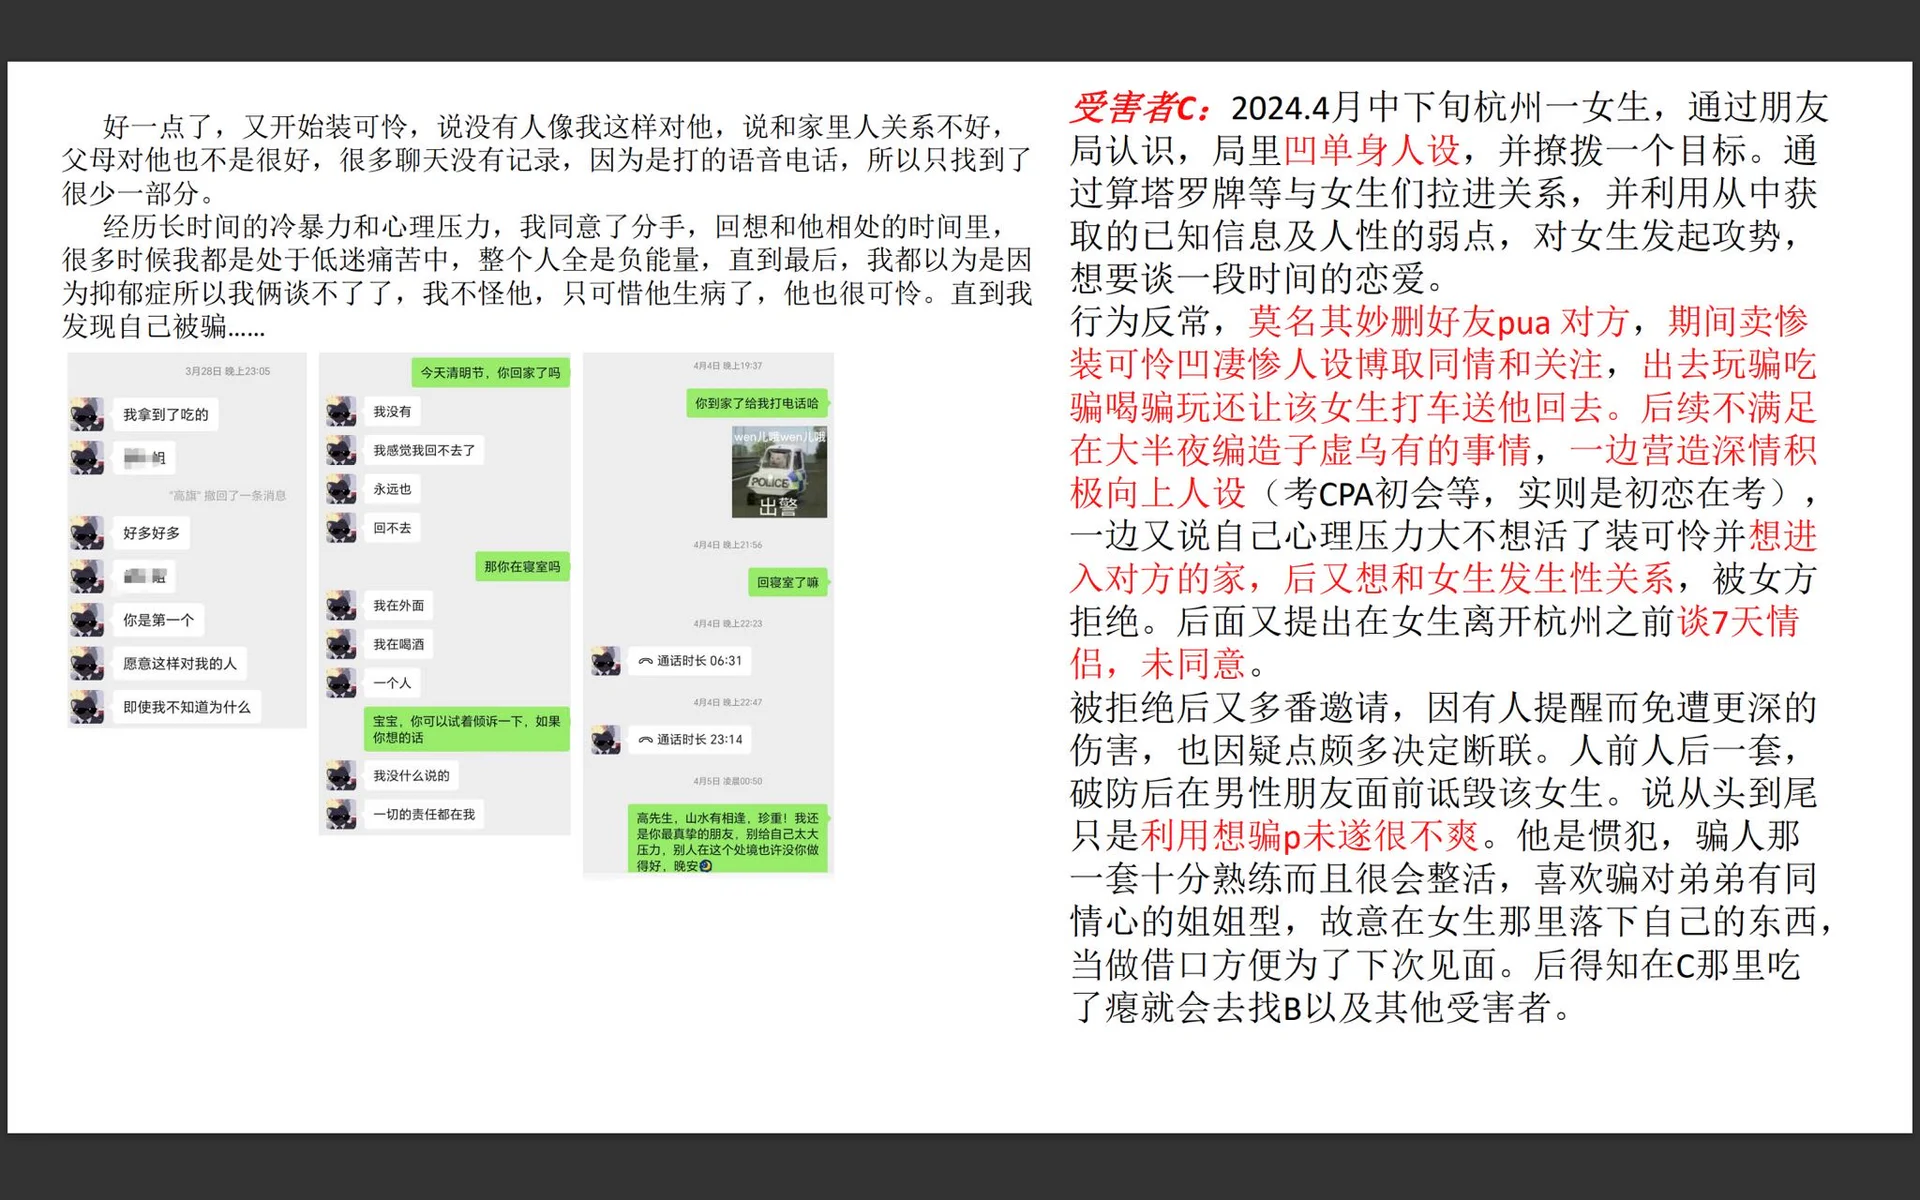 好一点了，又开始装可怜，说没有人像我这样对他，说和家里人关系不好，
父母对他也不是很好，很多聊天没有记录，因为是打的语音电话，所以只找到了
很少一部分。
经历长时间的冷暴力和心理压力，我同意了分手，回想和他相处的时间里，
很多时候我都是处于低迷痛苦中，整个人全是负能量，直到最后，我都以为是因
为抑郁症所以我俩谈不了了，我不怪他，只可惜他生病了，他也很可怜。直到我
发现自己被骗……
3月28日 晚上23:05
我拿到了吃的
姐
"高旗" 撤回了一条消息
好多好多
姐
你是第一个
愿意这样对我的人
即使我不知道为什么
今天清明节，你回家了吗
我没有
我感觉我回不去了
永远也
回不去
那你在寝室吗
我在外面
我在喝酒
一个人
宝宝，你可以试着倾诉一下，如果
你想的话
我没什么说的
一切的责任都在我
4月4日 晚上19:37
你到家了给我打电话哈
wen儿哦wen儿哦
POLICE
出警
4月4日 晚上21:56
回寝室了嘛
4月4日 晚上22:23
通话时长 06:31
4月4日 晚上22:47
通话时长 23:14
4月5日 凌晨00:50
高先生，山水有相逢，珍重！我还
是你最真挚的朋友，别给自己太大
压力，别人在这个处境也许没你做
得好，晚安
受害者C：2024.4月中下旬杭州一女生，通过朋友
局认识，局里凹单身人设，并撩拨一个目标。通
过算塔罗牌等与女生们拉进关系，并利用从中获
取的已知信息及人性的弱点，对女生发起攻势，
想要谈一段时间的恋爱。
行为反常，莫名其妙删好友pua 对方，期间卖惨
装可怜凹凄惨人设博取同情和关注，出去玩骗吃
骗喝骗玩还让该女生打车送他回去。后续不满足
在大半夜编造子虚乌有的事情，一边营造深情积
极向上人设（考CPA初会等，实则是初恋在考），
一边又说自己心理压力大不想活了装可怜并想进
入对方的家，后又想和女生发生性关系，被女方
拒绝。后面又提出在女生离开杭州之前谈7天情
侣，未同意。
被拒绝后又多番邀请，因有人提醒而免遭更深的
伤害，也因疑点颇多决定断联。人前人后一套，
破防后在男性朋友面前诋毁该女生。说从头到尾
只是利用想骗p未遂很不爽。他是惯犯，骗人那
一套十分熟练而且很会整活，喜欢骗对弟弟有同
情心的姐姐型，故意在女生那里落下自己的东西，
当做借口方便为了下次见面。后得知在C那里吃
了瘪就会去找B以及其他受害者。